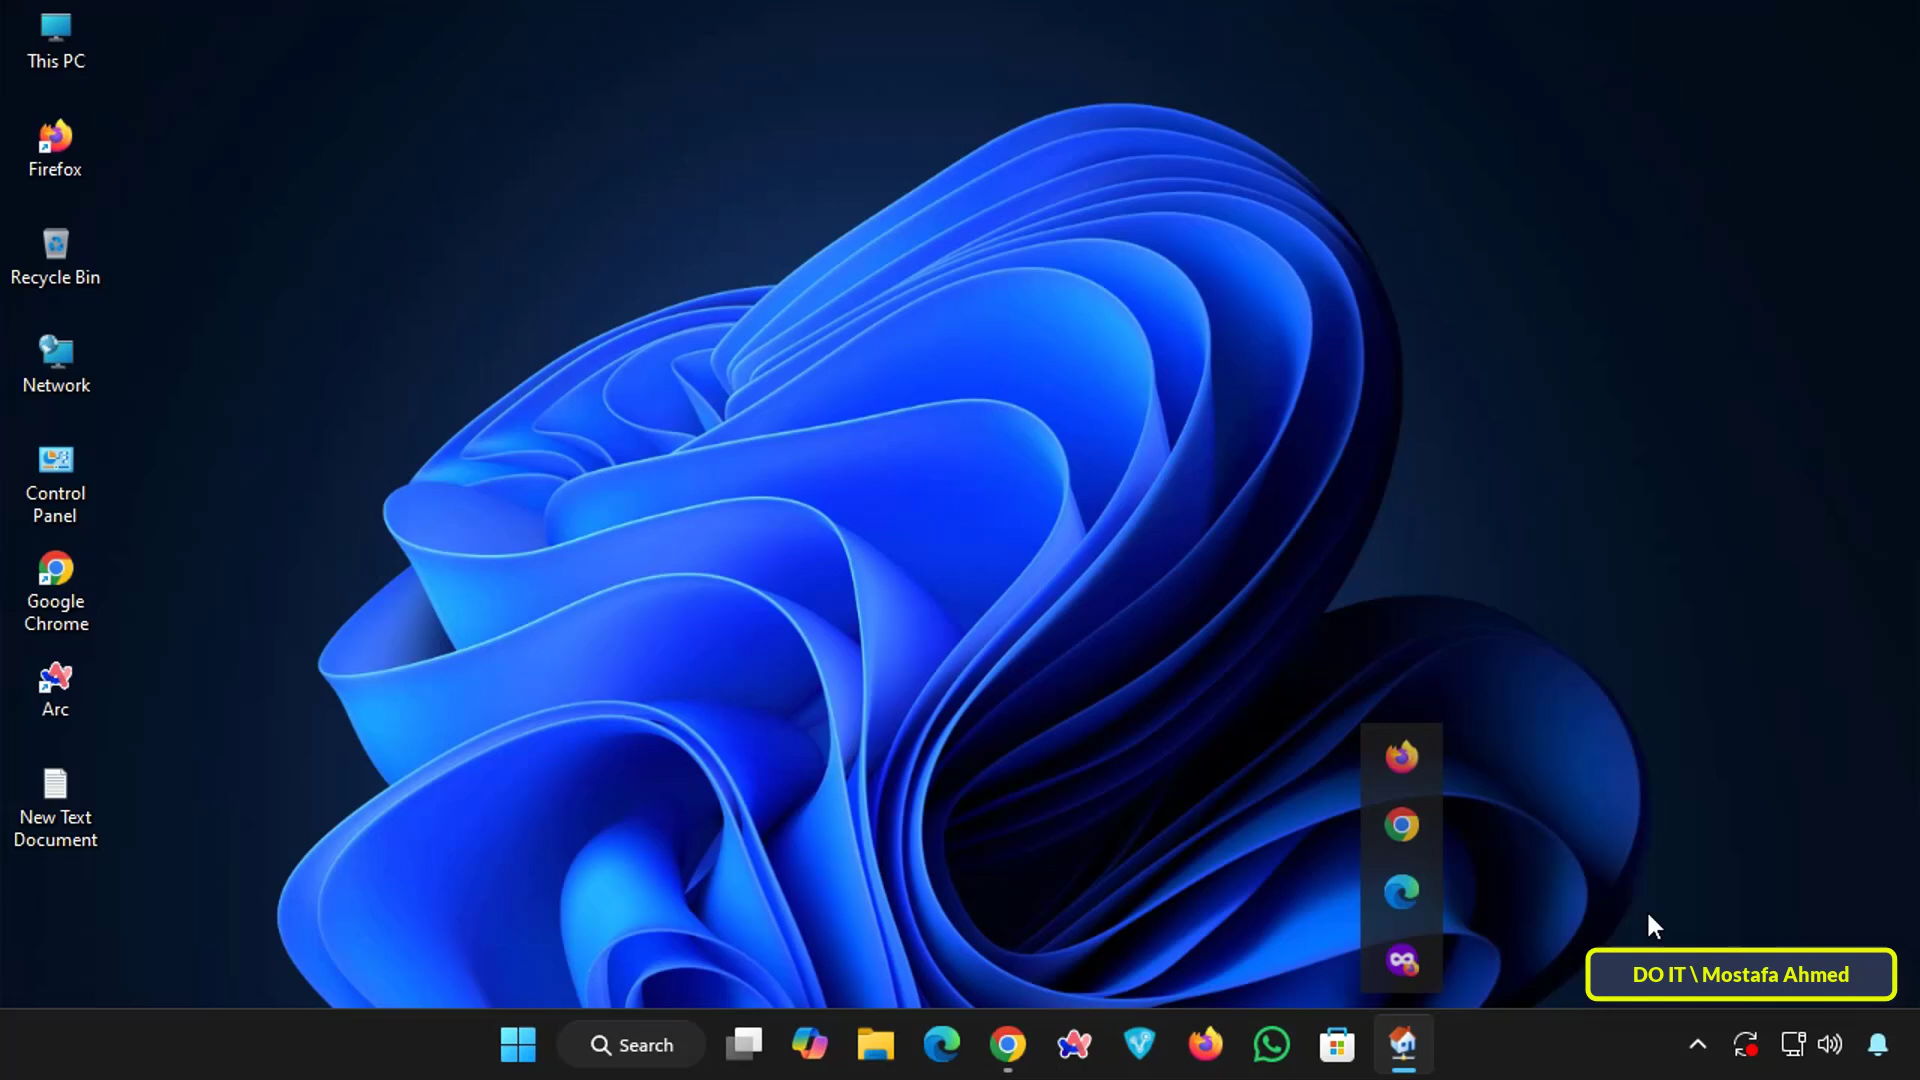 This PC
Firefox
Recycle Bin
Network
Control
Panel
Google
Chrome
Arc
New Text
Document
DO IT \ Mostafa Ahmed
Search